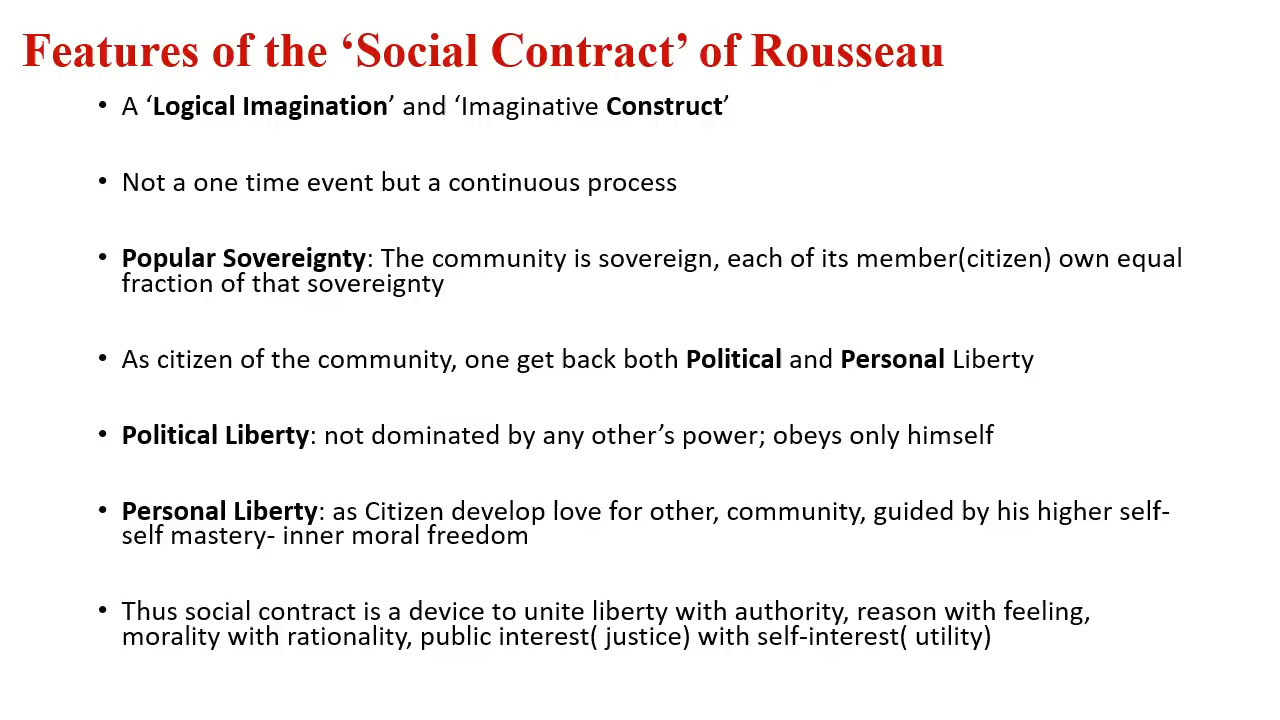 Features of the ‘Social Contract’ of Rousseau
• A ‘Logical Imagination’ and ‘Imaginative Construct’
• Not a one time event but a continuous process
• Popular Sovereignty: The community is sovereign, each of its member(citizen) own equal
fraction of that sovereignty
• As citizen of the community, one get back both Political and Personal Liberty
• Political Liberty: not dominated by any other’s power; obeys only himself
• Personal Liberty: as Citizen develop love for other, community, guided by his higher self-
self mastery- inner moral freedom
• Thus social contract is a device to unite liberty with authority, reason with feeling,
morality with rationality, public interest( justice) with self-interest( utility)